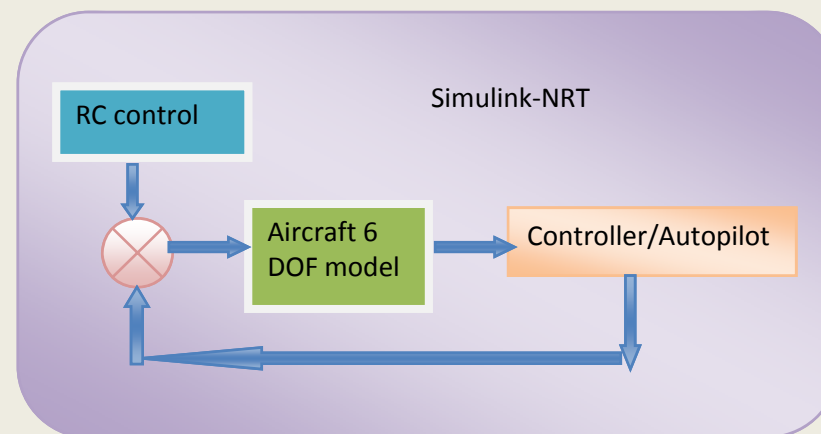 Simulink-NRT
RC control
Aircraft 6
DOF model
Controller/Autopilot